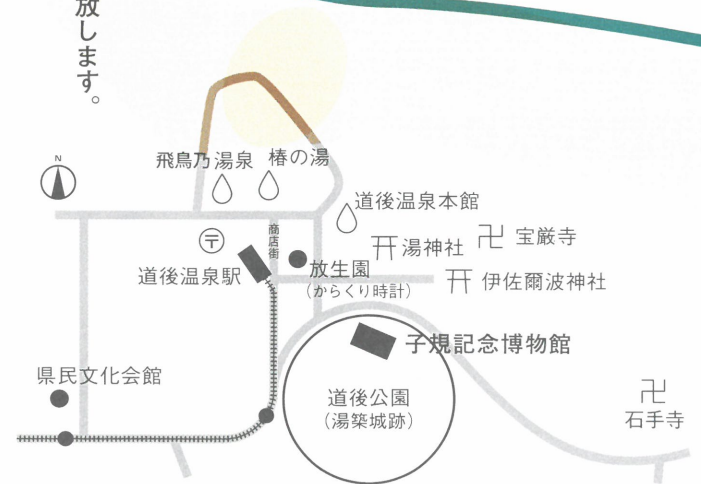 放します。
N
飛鳥乃湯泉
椿の湯
道後温泉本館
商店街
〒
湯神社
宝厳寺
道後温泉駅
放生園
(からくり時計)
伊佐爾波神社
子規記念博物館
県民文化会館
道後公園
(湯築城跡)
石手寺